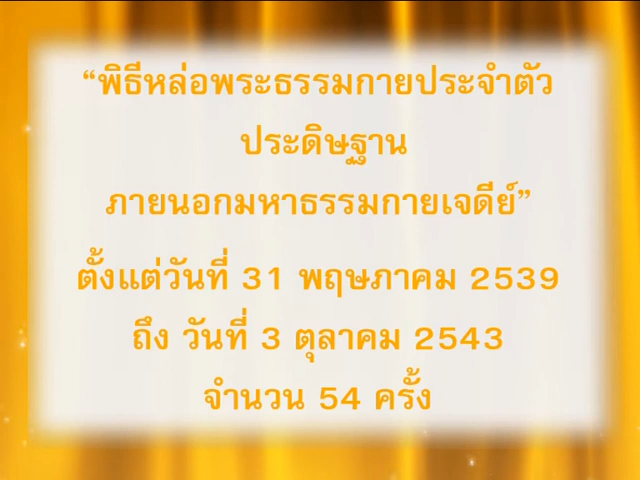 “พิธีหล่อพระธรรมกายประจำตัว
ประดิษฐาน
ภายนอกมหาธรรมกายเจดีย์”
ตั้งแต่วันที่ 31 พฤษภาคม 2539
ถึง วันที่ 3 ตุลาคม 2543
จำนวน 54 ครั้ง